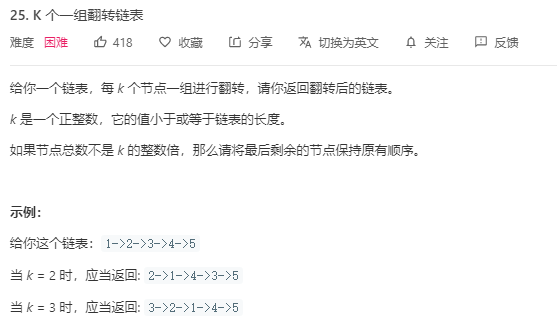 25. K 个一组翻转链表
难度 困难 418 收藏 分享 切换为英文 关注 反馈
给你一个链表，每 k 个节点一组进行翻转，请你返回翻转后的链表。
k 是一个正整数，它的值小于或等于链表的长度。
如果节点总数不是 k 的整数倍，那么请将最后剩余的节点保持原有顺序。
示例：
给你这个链表：1->2->3->4->5
当 k = 2 时，应当返回: 2->1->4->3->5
当 k = 3 时，应当返回: 3->2->1->4->5